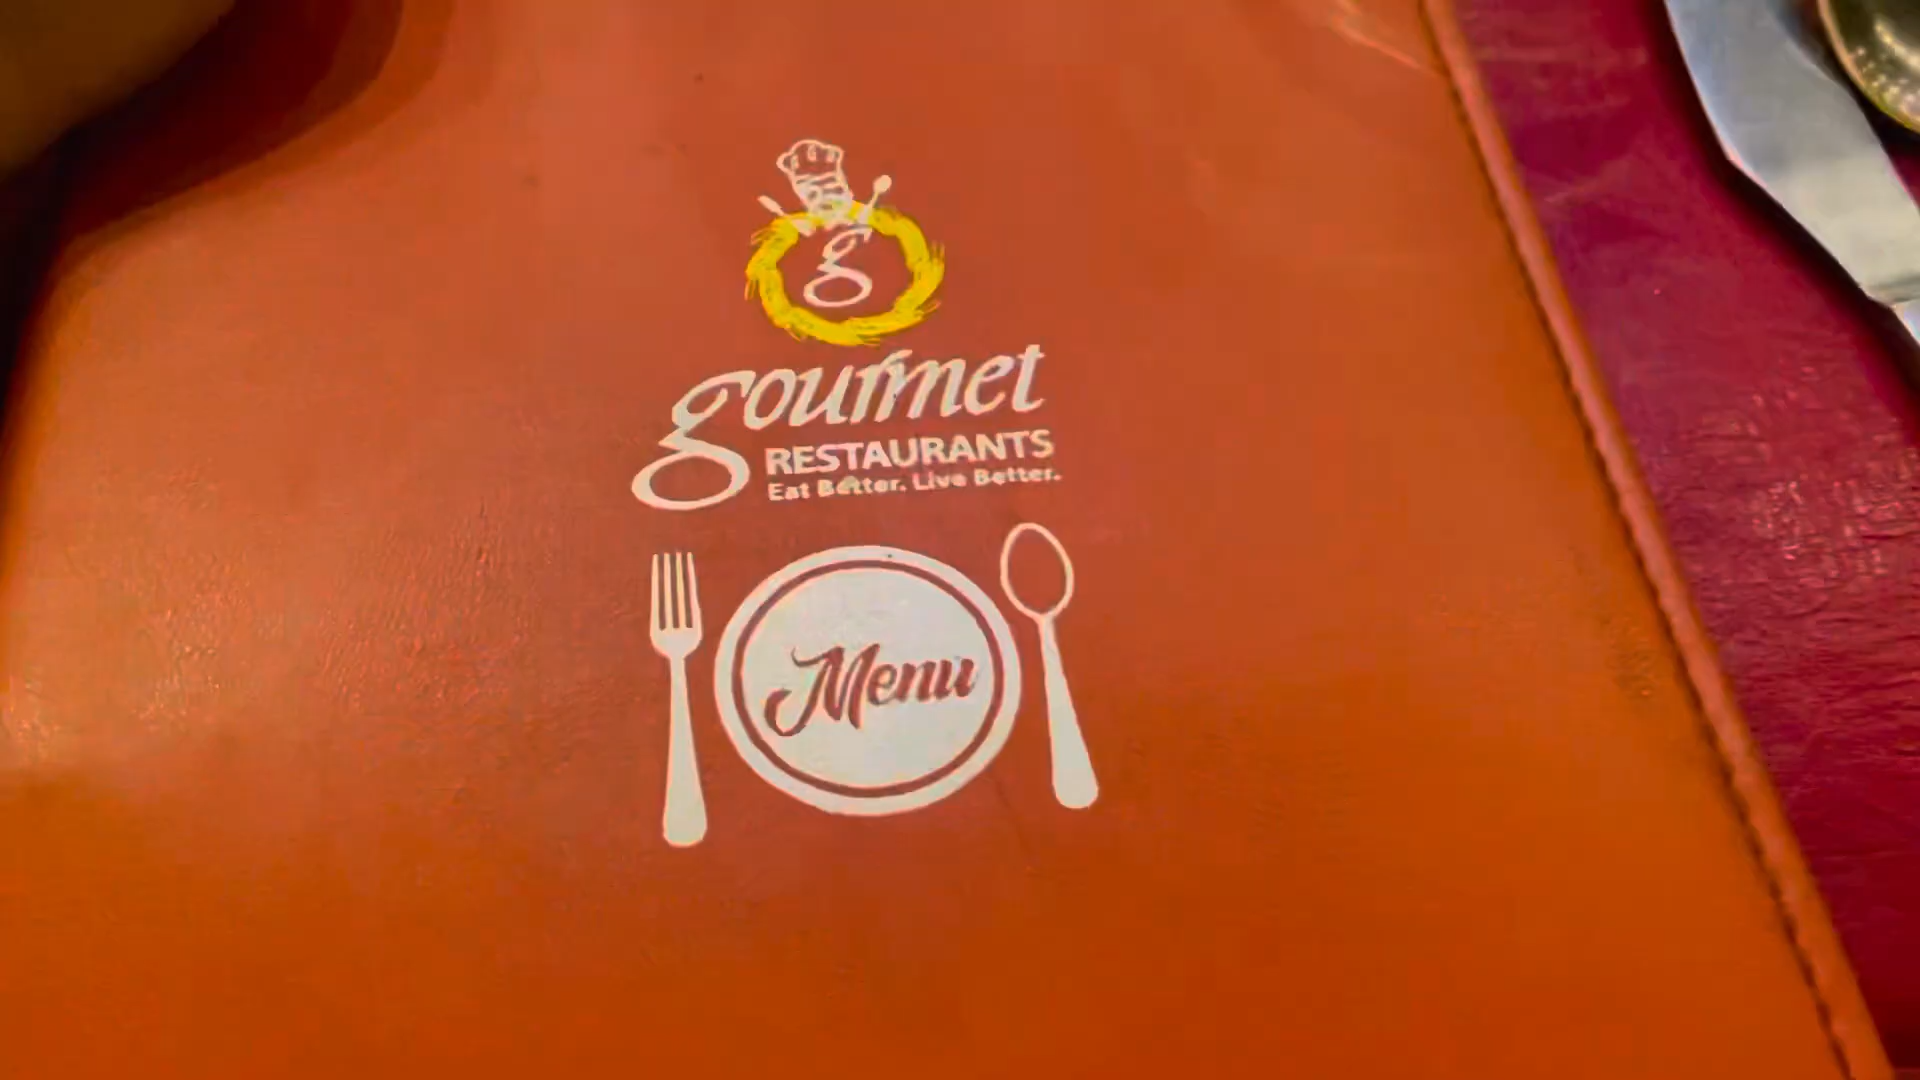 g
gourmet
RESTAURANTS
Eat Better. Live Better.
Menu